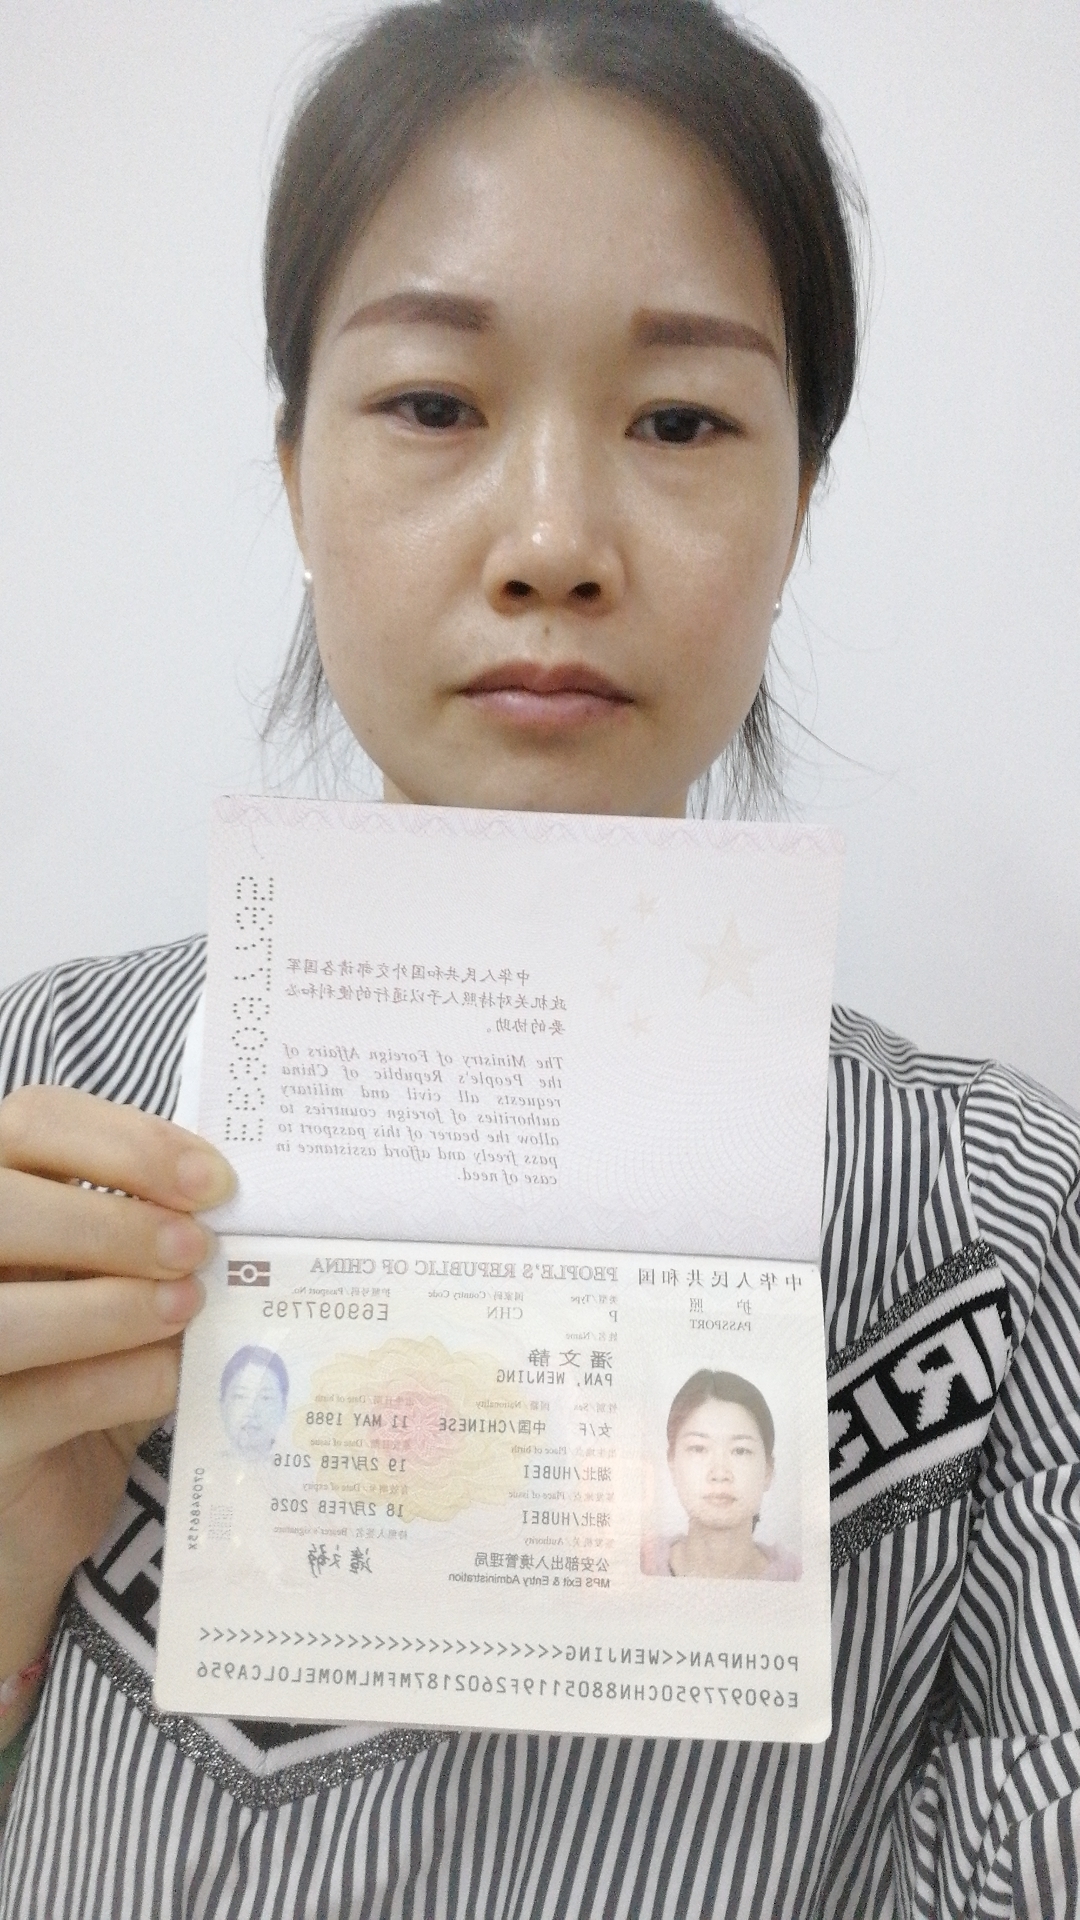 E69097795
中华人民共和国外交部请各国军
政机关对持照人予以通行的便利和必
要的协助。
The Ministry of Foreign Affairs of
the People's Republic of China
requests all civil and military
authorities of foreign countries to
allow the bearer of this passport to
pass freely and afford assistance in
case of need.
中华人民共和国 PEOPLE'S REPUBLIC OF CHINA
护 照
PASSPORT
类型/Type 国家码/Country Code 护照号码/Passport No.
P CHN E69097795
姓名/Name
潘文静
PAN, WENJING
性别/Sex 国籍/Nationality 出生日期/Date of birth
女/F 中国/CHINESE 11 MAY 1988
出生地点/Place of birth 签发日期/Date of issue
湖北/HUBEI 19 2月/FEB 2016
签发地点/Place of issue 有效期至/Date of expiry
湖北/HUBEI 18 2月/FEB 2026
签发机关/Authority 持照人签名/Bearer's signature
公安部出入境管理局 潘文静
MPS Exit & Entry Administration
POCHNPAN<<WENJING<<<<<<<<<<<<<<<<<<<<<<<<<<<
E690977950CHN8805119F2602187MFMLMOMELOLCA956